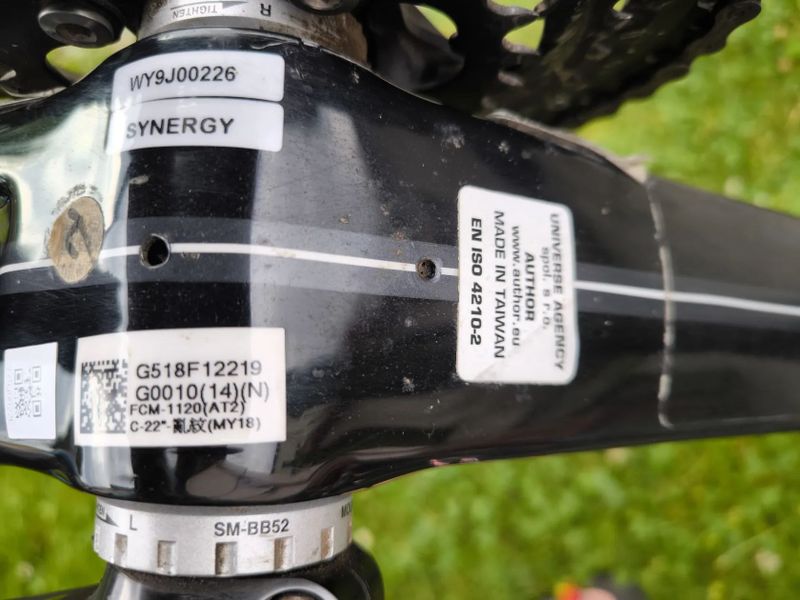 TIGHTEN R
WY9J00226
SYNERGY
G518F12219
G0010(14)(N)
FCM-1120(AT2)
C-22"-亂紋(MY18)
UNIVERSE AGENCY
spol. s r.o.
AUTHOR
www.author.eu
MADE IN TAIWAN
EN ISO 4210-2
L SM-BB52